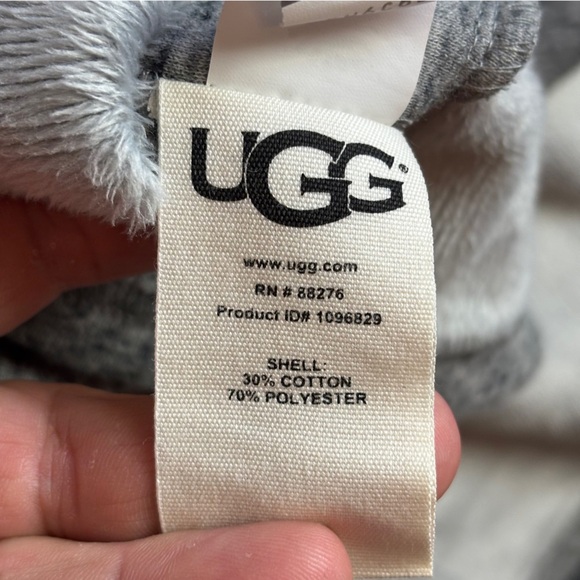 UGG®
www.ugg.com
RN # 88276
Product ID# 1096829
SHELL:
30% COTTON
70% POLYESTER